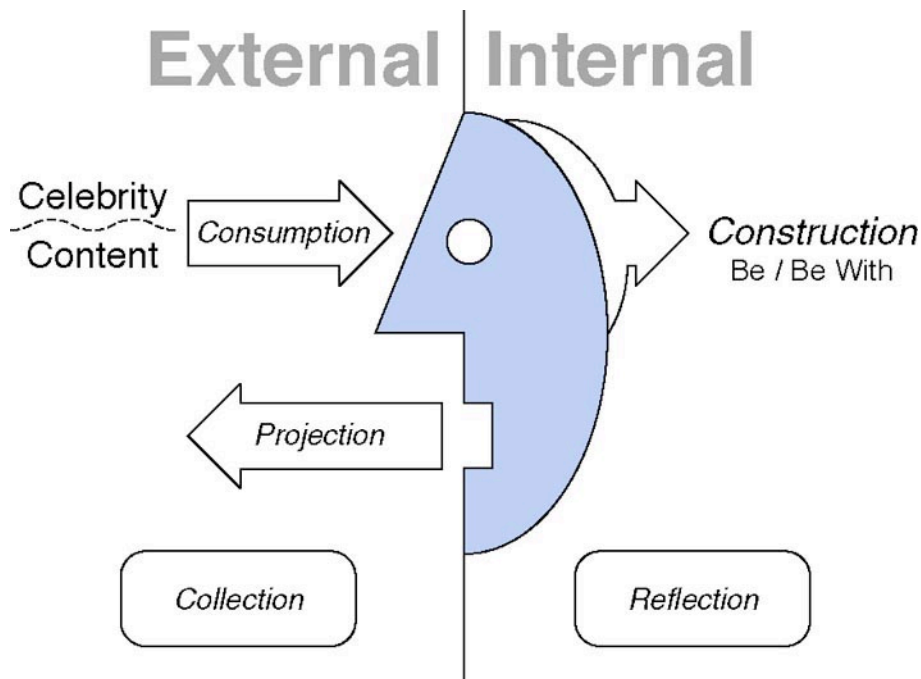 External Internal
Celebrity
Content
Consumption
Construction
Be / Be With
Projection
Collection
Reflection